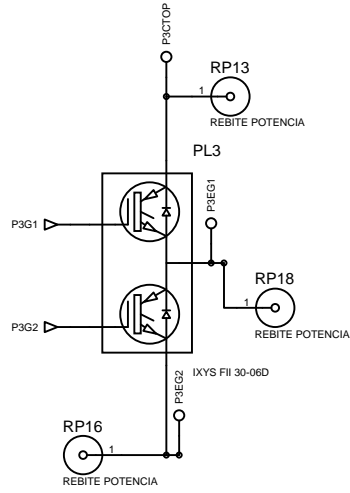 P3CTOP
RP13
1
REBITE POTENCIA
PL3
P3G1
P3EG1
RP18
1
REBITE POTENCIA
P3G2
IXYS FII 30-06D
P3EG2
RP16
1
REBITE POTENCIA